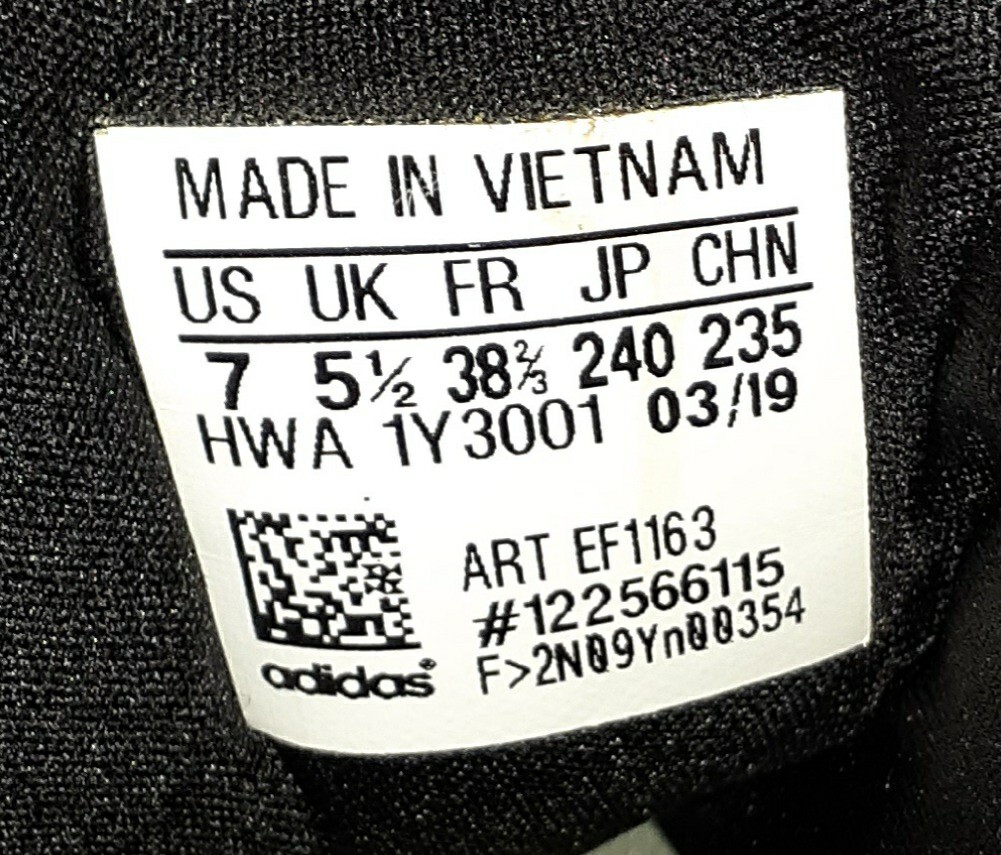 MADE IN VIETNAM
US UK FR JP CHN
7 5½ 38⅔ 240 235
HWA 1Y3001 03/19
ART EF1163
#122566115
F>2N09Yn00354
adidas®